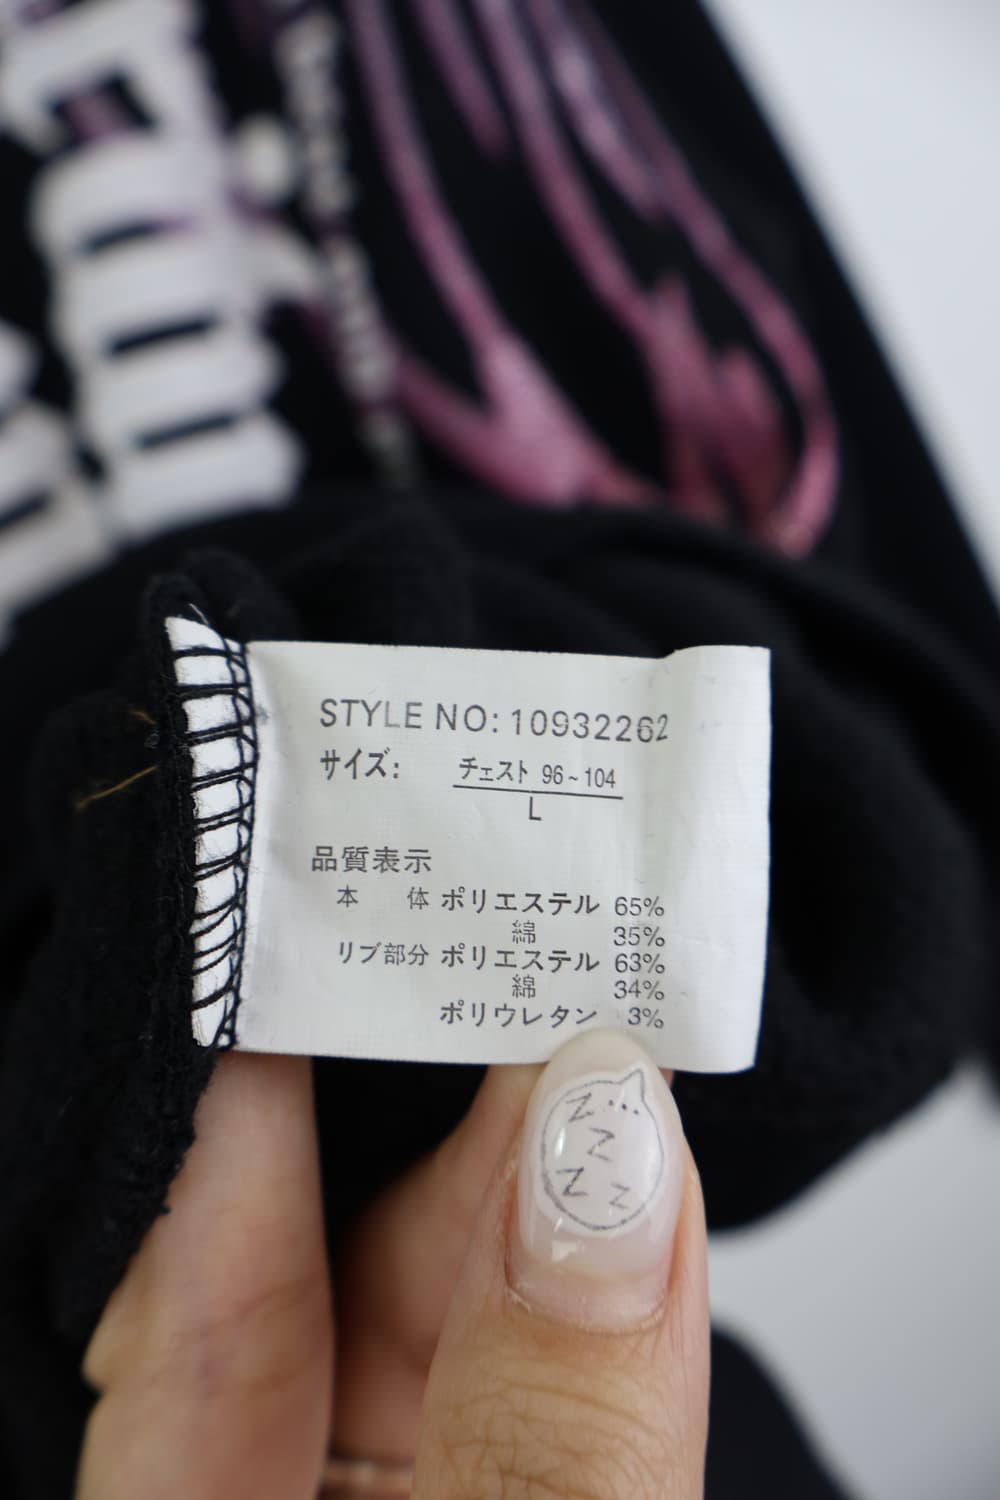 STYLE NO: 10932262
サイズ: チェスト 96~104
L
品質表示
本 体 ポリエステル 65%
綿 35%
リブ部分 ポリエステル 63%
綿 34%
ポリウレタン 3%
Z
Z
Z Z